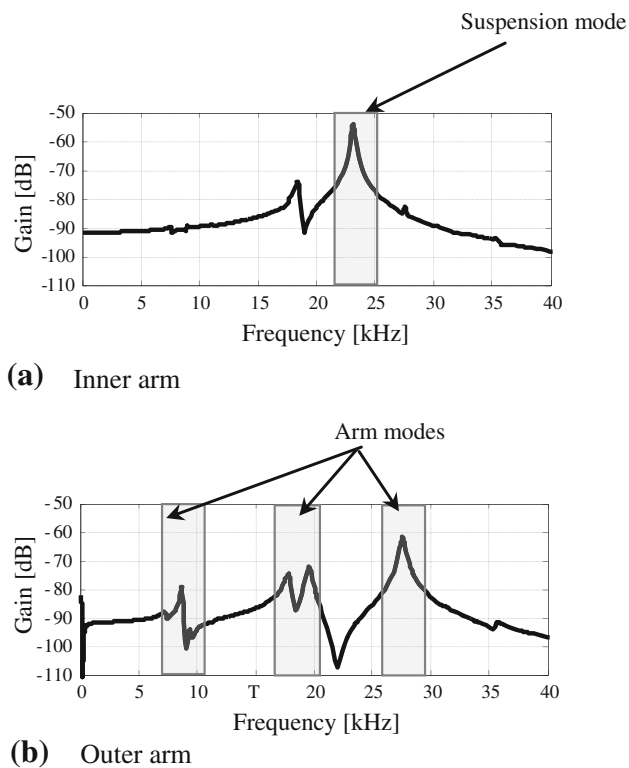 Suspension mode
-50
-60
-70
-80
-90
-100
-110
Gain [dB]
0 5 10 15 20 25 30 35 40
Frequency [kHz]
(a) Inner arm
Arm modes
-50
-60
-70
-80
-90
-100
-110
Gain [dB]
0 5 10 T 20 25 30 35 40
Frequency [kHz]
(b) Outer arm